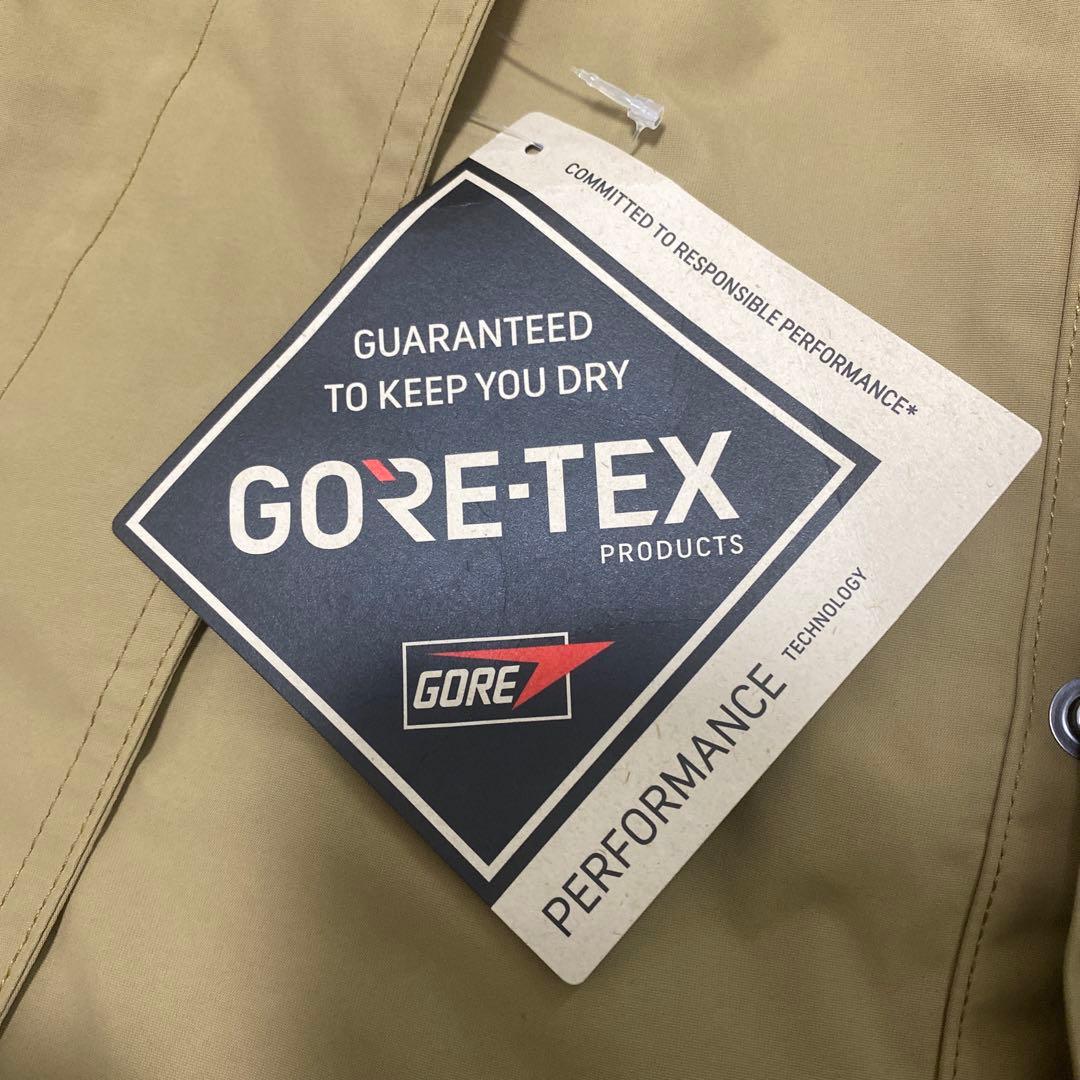 COMMITTED TO RESPONSIBLE PERFORMANCE*
GUARANTEED
TO KEEP YOU DRY
GORE-TEX
PRODUCTS
GORE
PERFORMANCE TECHNOLOGY